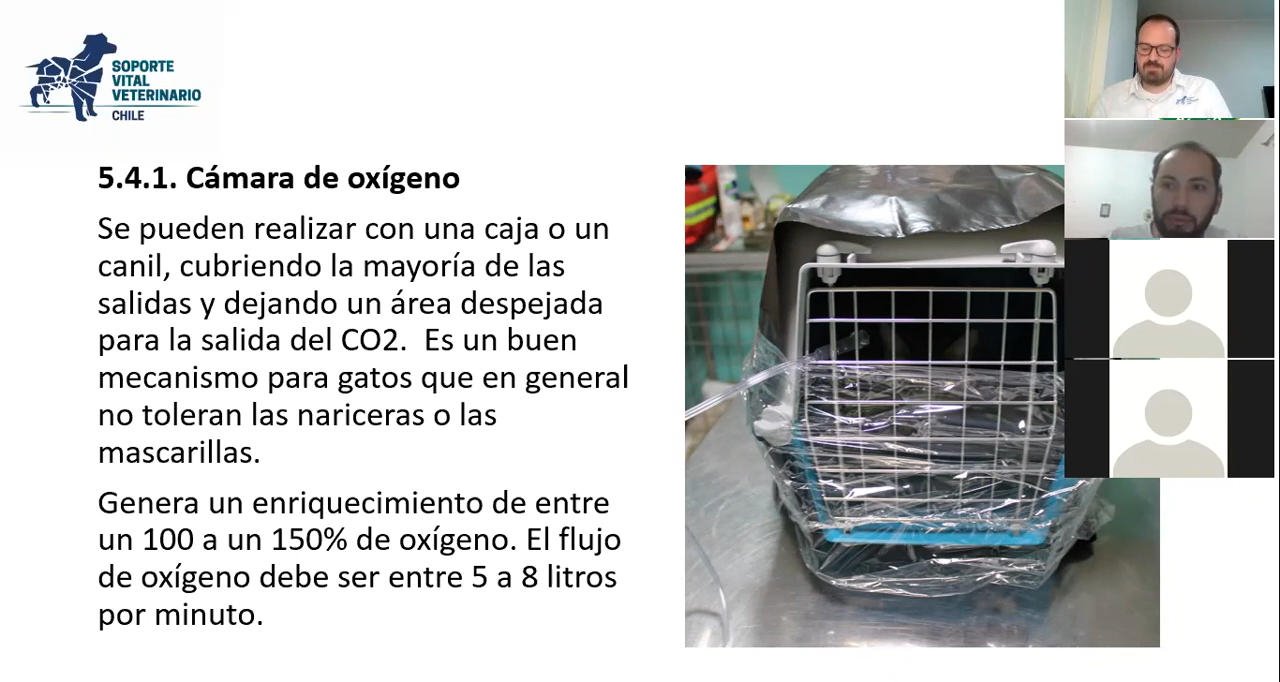 SOPORTE
VITAL
VETERINARIO
CHILE
5.4.1. Cámara de oxígeno
Se pueden realizar con una caja o un
canil, cubriendo la mayoría de las
salidas y dejando un área despejada
para la salida del CO2.  Es un buen
mecanismo para gatos que en general
no toleran las nariceras o las
mascarillas.
Genera un enriquecimiento de entre
un 100 a un 150% de oxígeno. El flujo
de oxígeno debe ser entre 5 a 8 litros
por minuto.